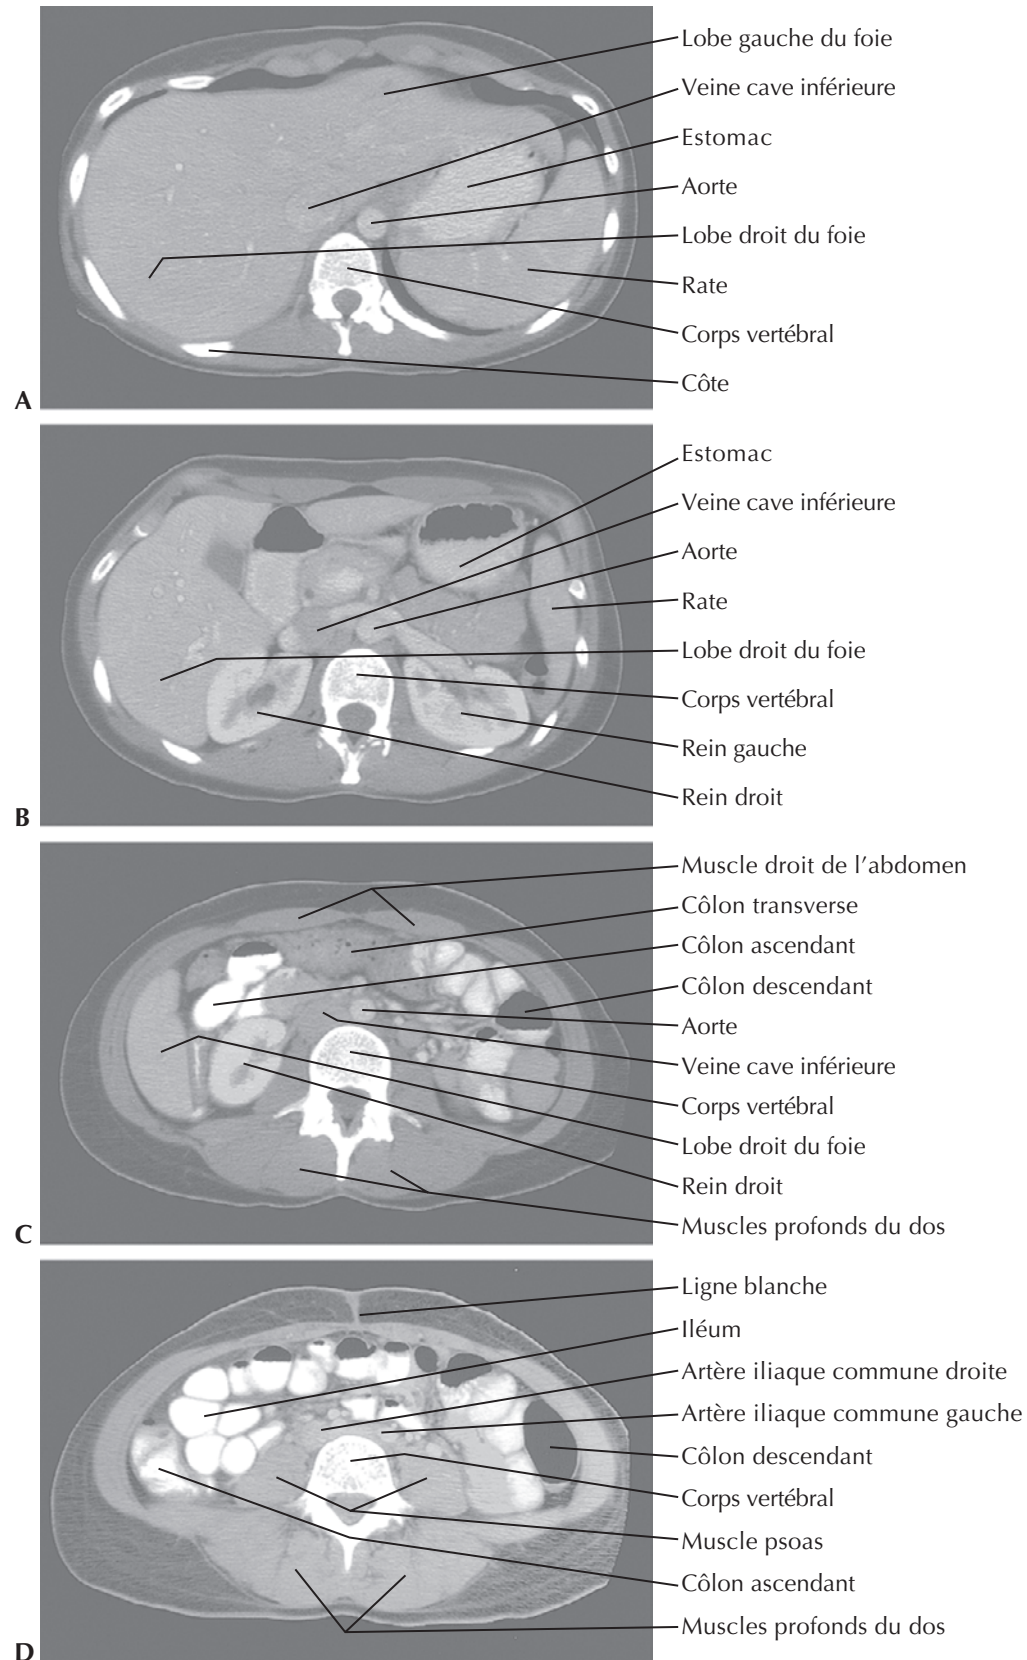 Lobe gauche du foie
Veine cave inférieure
Estomac
Aorte
Lobe droit du foie
Rate
Corps vertébral
Côte
A
Estomac
Veine cave inférieure
Aorte
Rate
Lobe droit du foie
Corps vertébral
Rein gauche
Rein droit
B
Muscle droit de l'abdomen
Côlon transverse
Côlon ascendant
Côlon descendant
Aorte
Veine cave inférieure
Corps vertébral
Lobe droit du foie
Rein droit
Muscles profonds du dos
C
Ligne blanche
Iléum
Artère iliaque commune droite
Artère iliaque commune gauche
Côlon descendant
Corps vertébral
Muscle psoas
Côlon ascendant
Muscles profonds du dos
D